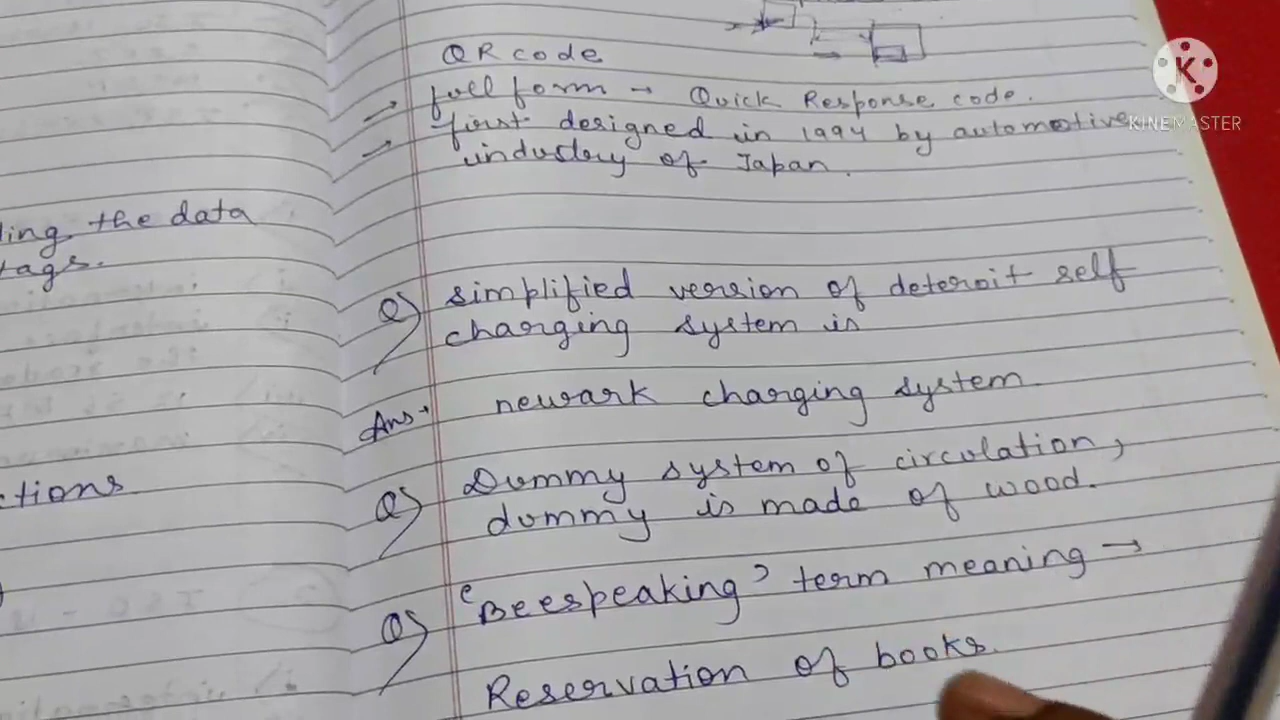 QR code
→ full form → Quick Response code.
→ first designed in 1994 by automotive
industry of Japan.
ling the data
tags.
Q) simplified version of deteroit self
charging system is
Ans→ newark charging system
ctions
Q) Dummy system of circulation,
dummy is made of wood.
Q) 'Beespeaking' term meaning →
Reservation of books.
K
KINEMASTER